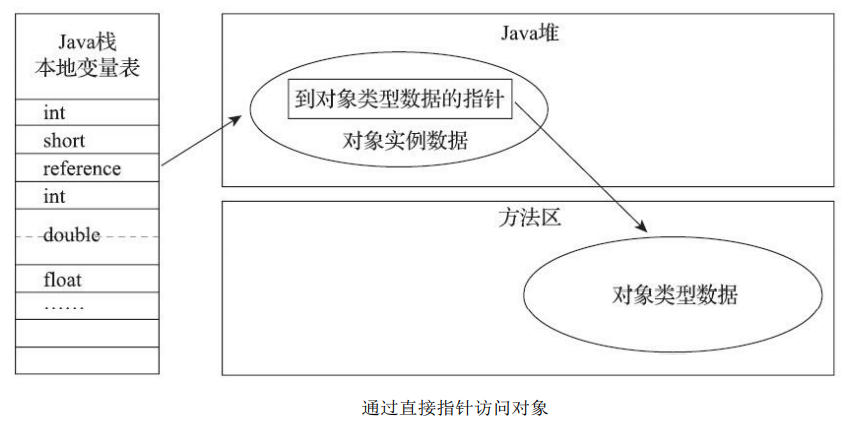 Java栈
本地变量表
int
short
reference
int
double
float
……
Java堆
到对象类型数据的指针
对象实例数据
方法区
对象类型数据
通过直接指针访问对象